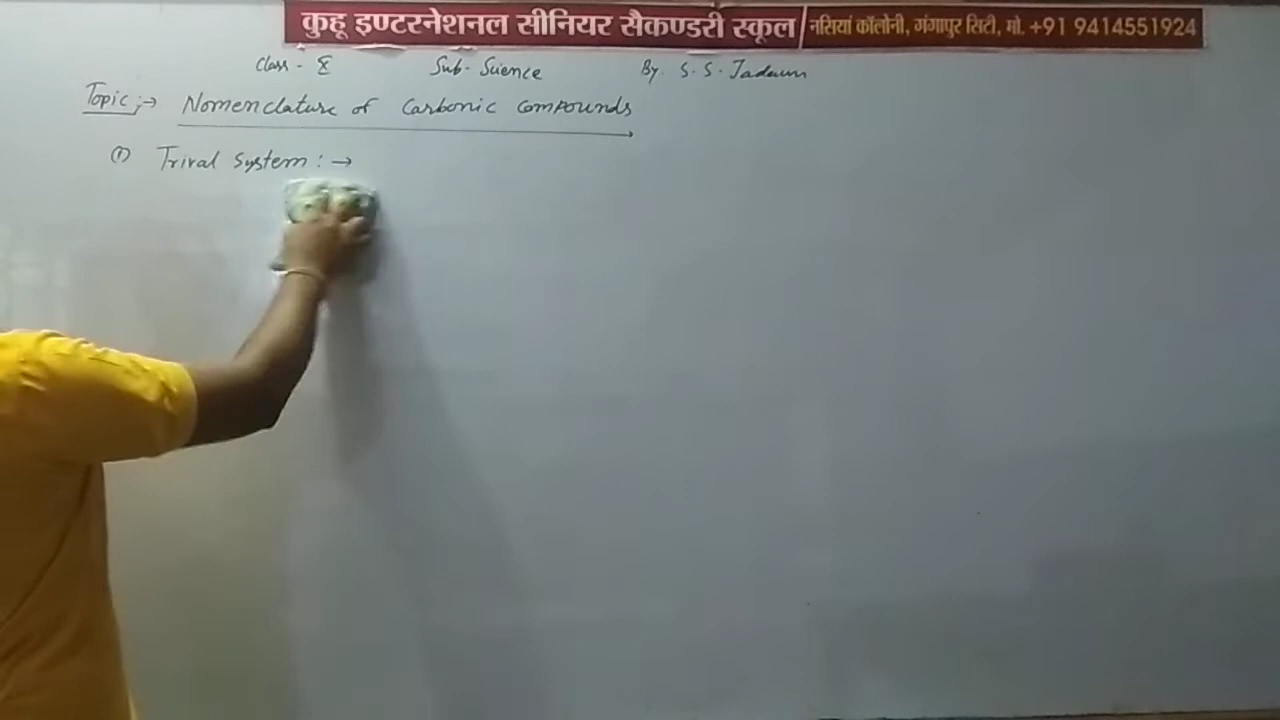 कुहू इण्टरनेशनल सीनियर सैकण्डरी स्कूल नसियां कॉलोनी, गंगापुर सिटी, मो. +91 9414551924
Class - X Sub - Science By. S. S. Jadaun
Topic :→ Nomenclature of Carbonic Compounds
① Trival System : →